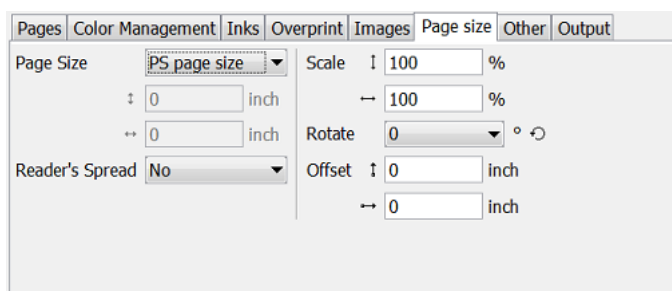 Pages Color Management Inks Overprint Images Page size Other Output
Page Size PS page size Scale 100 %
0 inch 100 %
0 inch Rotate 0 °
Reader's Spread No Offset 0 inch
0 inch